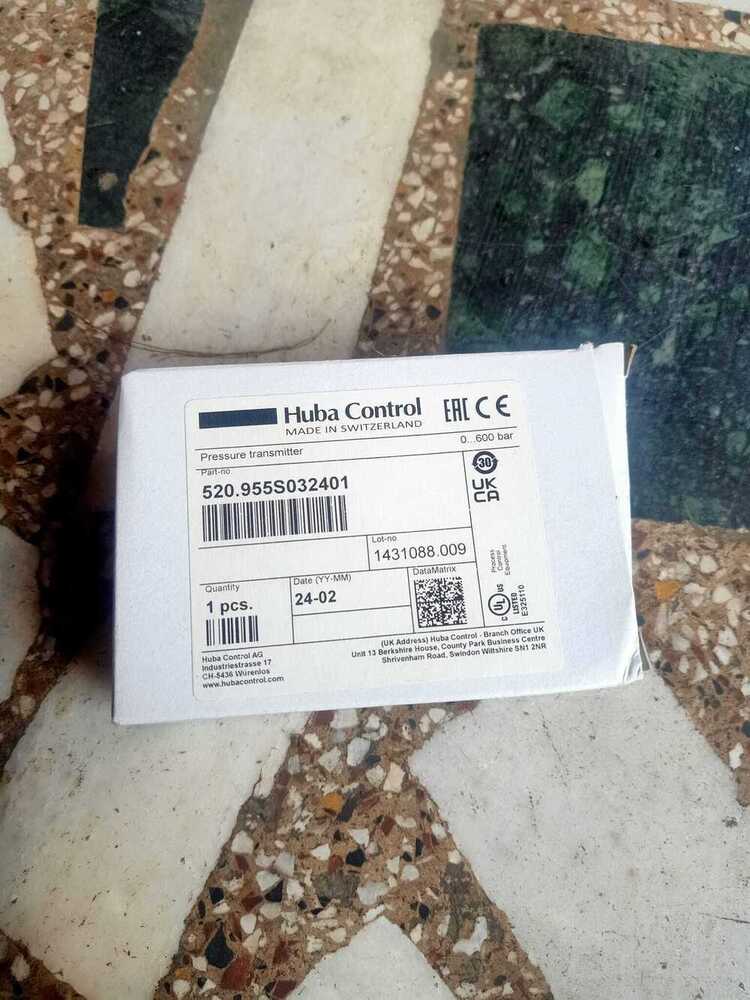 Huba Control
MADE IN SWITZERLAND
EAC CE
Pressure transmitter
0...600 bar
Part-no.
520.955S032401
30
UK
CA
Lot-no
1431088.009
Process
Control
Equipment
Quantity
1 pcs.
Date (YY-MM)
24-02
DataMatrix
C UL US
LISTED
E325110
Huba Control AG
Industriestrasse 17
CH-5436 Würenlos
www.hubacontrol.com
(UK Address) Huba Control - Branch Office UK
Unit 13 Berkshire House, County Park Business Centre
Shrivenham Road, Swindon Wiltshire SN1 2NR